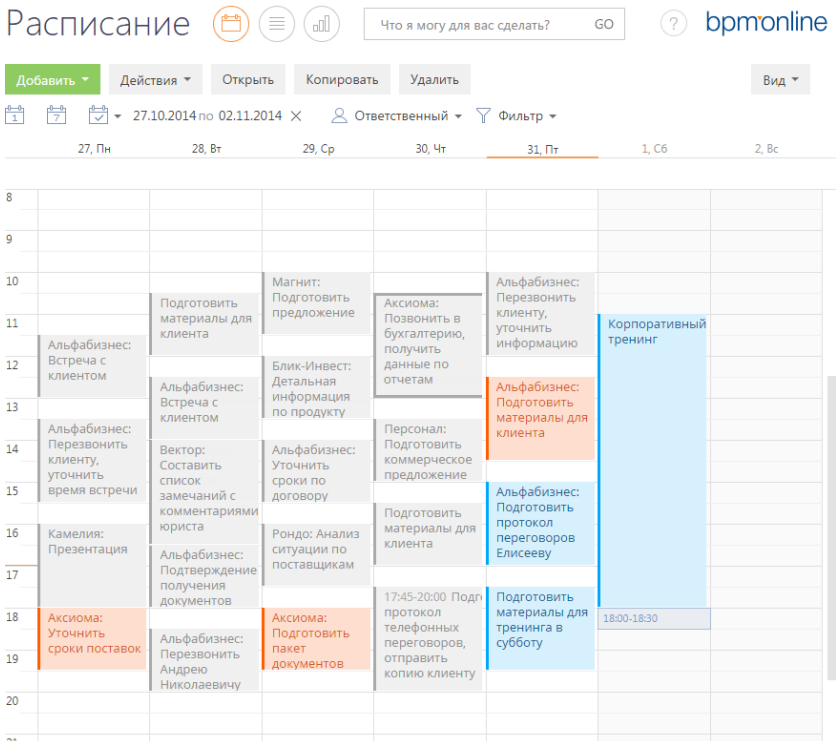 Расписание
Что я могу для вас сделать? GO
?
bpm'online
Добавить Действия Открыть Копировать Удалить Вид
1 7 27.10.2014 по 02.11.2014 Ответственный Фильтр
27, Пн 28, Вт 29, Ср 30, Чт 31, Пт 1, Сб 2, Вс
8
9
10
11
12
13
14
15
16
17
18
19
20
Альфабизнес:
Встреча с
клиентом
Альфабизнес:
Перезвонить
клиенту,
уточнить
время встречи
Камелия:
Презентация
Аксиома:
Уточнить
сроки поставок
Подготовить
материалы для
клиента
Альфабизнес:
Встреча с
клиентом
Вектор:
Составить
список
замечаний с
комментариями
юриста
Альфабизнес:
Подтверждение
получения
документов
Альфабизнес:
Перезвонить
Андрею
Николаевичу
Магнит:
Подготовить
предложение
Блик-Инвест:
Детальная
информация
по продукту
Альфабизнес:
Уточнить
сроки по
договору
Рондо: Анализ
ситуации по
поставщикам
Аксиома:
Подготовить
пакет
документов
Аксиома:
Позвонить в
бухгалтерию,
получить
данные по
отчетам
Персонал:
Подготовить
коммерческое
предложение
Подготовить
материалы для
клиента
17:45-20:00
протокол
телефонных
переговоров,
отправить
копию клиенту
Альфабизнес:
Перезвонить
клиенту,
уточнить
информацию
Альфабизнес:
Подготовить
материалы для
клиента
Альфабизнес:
Подготовить
протокол
переговоров
Елисееву
Подготовить
материалы для
тренинга в
субботу
Корпоративный
тренинг
18:00-18:30